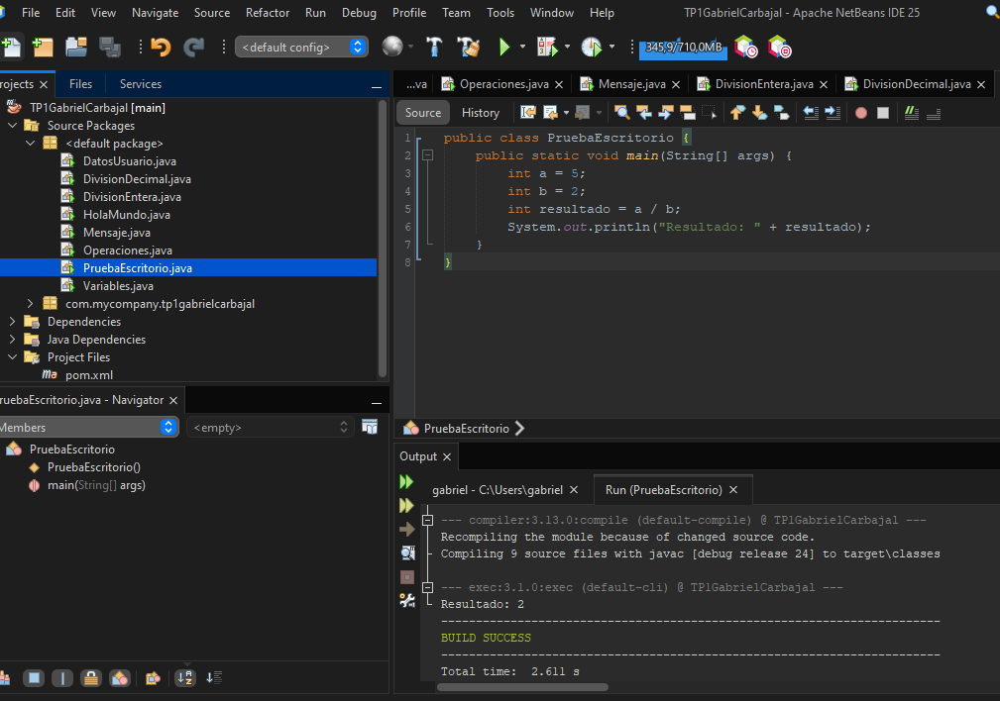 File Edit View Navigate Source Refactor Run Debug Profile Team Tools Window Help TP1GabrielCarbajal - Apache NetBeans IDE 25
<default config> 345,9/710,0MB
rojects Files Services
TP1GabrielCarbajal [main]
Source Packages
<default package>
DatosUsuario.java
DivisionDecimal.java
DivisionEntera.java
HolaMundo.java
Mensaje.java
Operaciones.java
PruebaEscritorio.java
Variables.java
com.mycompany.tp1gabrielcarbajal
Dependencies
Java Dependencies
Project Files
pom.xml
ruebaEscritorio.java - Navigator
Members <empty>
PruebaEscritorio
PruebaEscritorio()
main(String[] args)
...va Operaciones.java Mensaje.java DivisionEntera.java DivisionDecimal.java
Source History
1 public class PruebaEscritorio {
2 public static void main(String[] args) {
3 int a = 5;
4 int b = 2;
5 int resultado = a / b;
6 System.out.println("Resultado: " + resultado);
7 }
8 }
PruebaEscritorio
Output
gabriel - C:\Users\gabriel Run (PruebaEscritorio)
--- compiler:3.13.0:compile (default-compile) @ TP1GabrielCarbajal ---
Recompiling the module because of changed source code.
Compiling 9 source files with javac [debug release 24] to target\classes
--- exec:3.1.0:exec (default-cli) @ TP1GabrielCarbajal ---
Resultado: 2
------------------------------------------------------------------------
BUILD SUCCESS
------------------------------------------------------------------------
Total time:  2.611 s